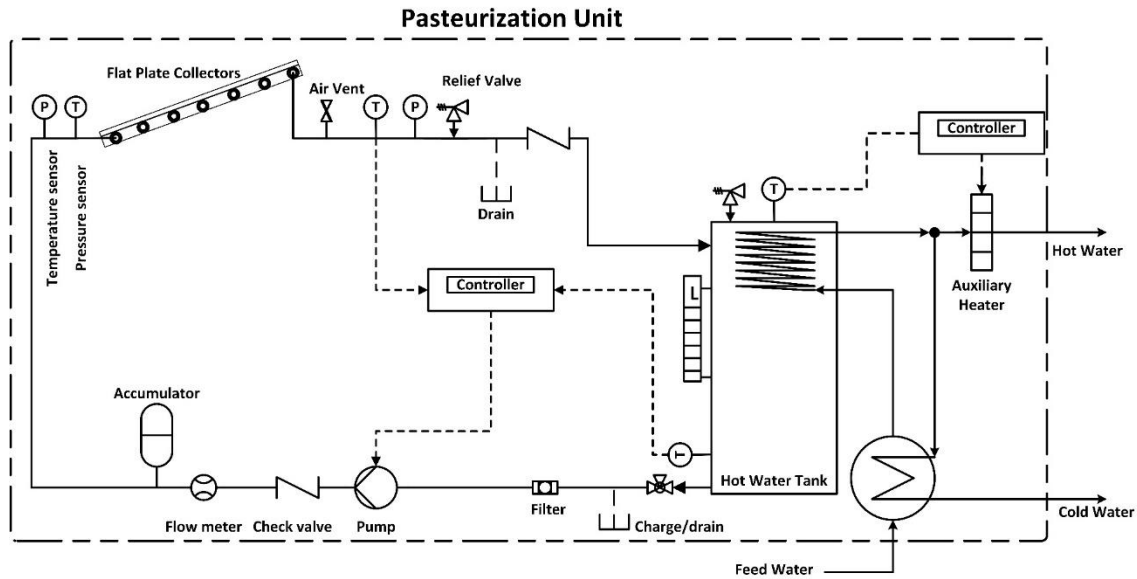 Pasteurization Unit
Flat Plate Collectors
Air Vent
Relief Valve
P
T
T
P
Controller
Temperature sensor
Pressure sensor
Drain
T
Hot Water
Auxiliary
Heater
Controller
L
Accumulator
T
Hot Water Tank
Flow meter
Check valve
Pump
Filter
Charge/drain
Cold Water
Feed Water